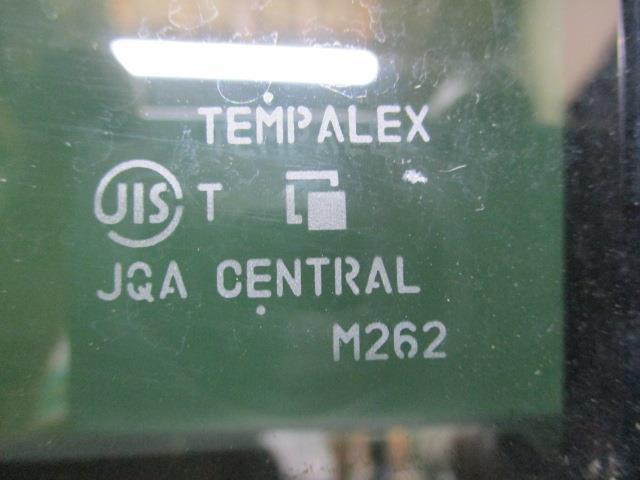 TEMPALEX
JIS T
JQA CENTRAL
M262